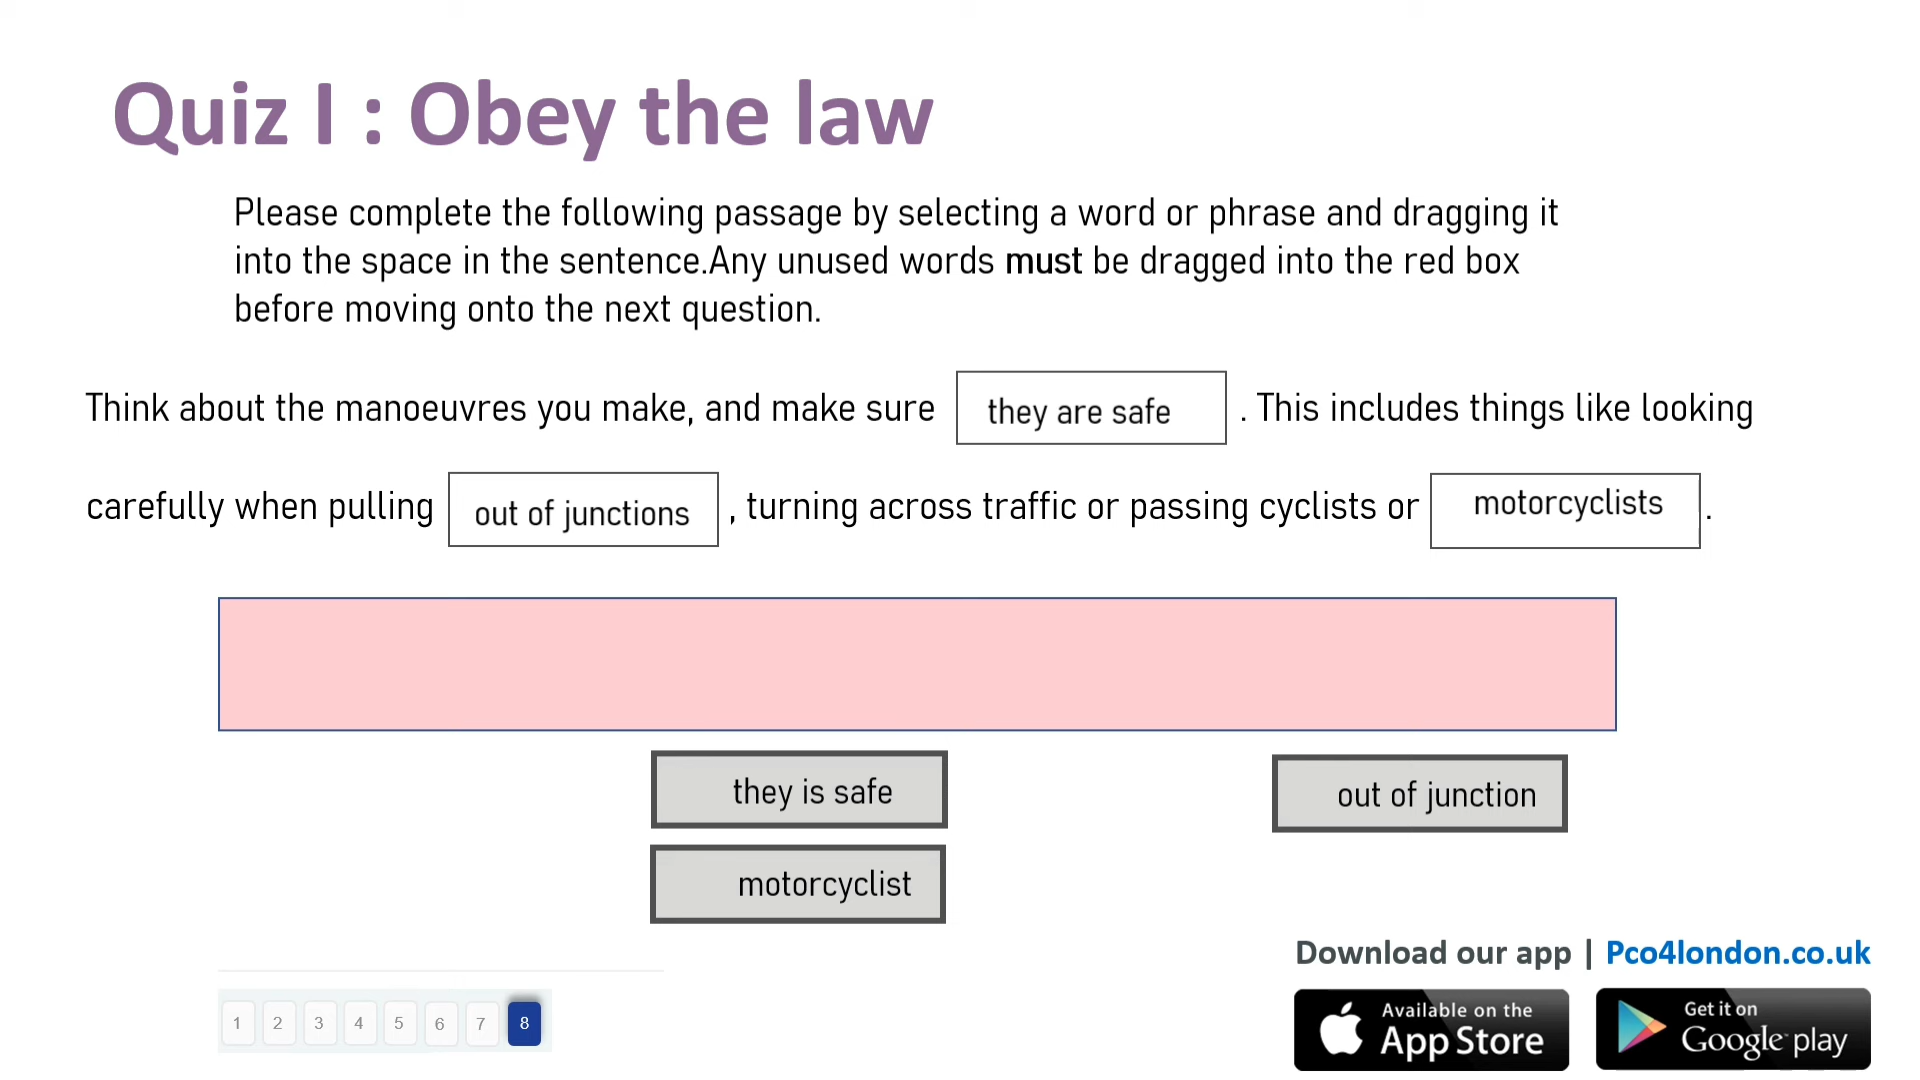 Quiz I : Obey the law
Please complete the following passage by selecting a word or phrase and dragging it
into the space in the sentence.Any unused words must be dragged into the red box
before moving onto the next question.
Think about the manoeuvres you make, and make sure they are safe . This includes things like looking
carefully when pulling out of junctions , turning across traffic or passing cyclists or motorcyclists .
they is safe
out of junction
motorcyclist
Download our app | Pco4london.co.uk
1 2 3 4 5 6 7 8
Available on the
App Store
Get it on
Google play